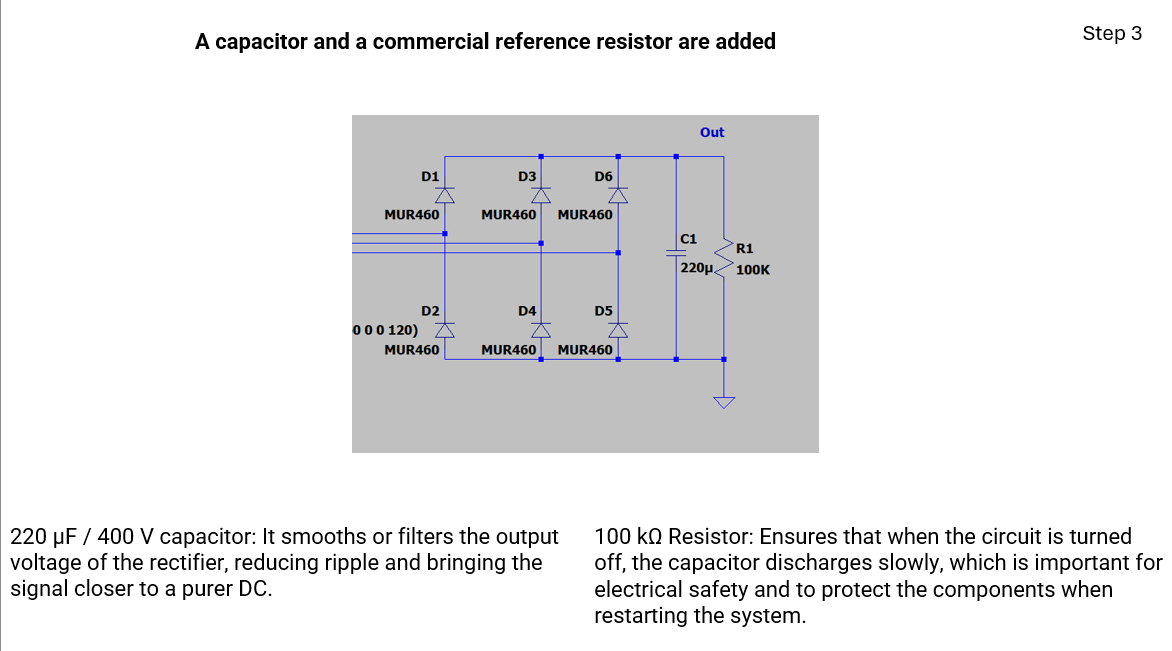 A capacitor and a commercial reference resistor are added
Step 3
Out
D1
D3
D6
MUR460
MUR460
MUR460
C1
R1
220µ
100K
D2
D4
D5
0 0 0 120)
MUR460
MUR460
MUR460
220 µF / 400 V capacitor: It smooths or filters the output
voltage of the rectifier, reducing ripple and bringing the
signal closer to a purer DC.
100 kΩ Resistor: Ensures that when the circuit is turned
off, the capacitor discharges slowly, which is important for
electrical safety and to protect the components when
restarting the system.